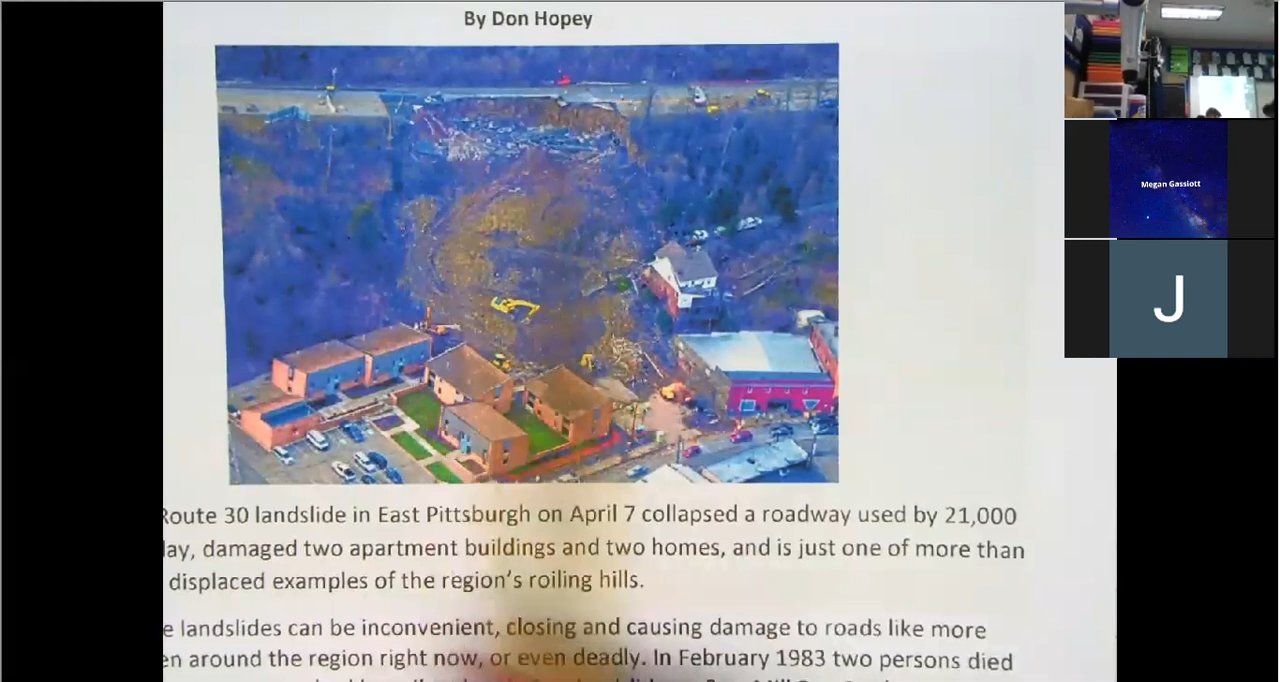 By Don Hopey
Route 30 landslide in East Pittsburgh on April 7 collapsed a roadway used by 21,000
lay, damaged two apartment buildings and two homes, and is just one of more than
displaced examples of the region's roiling hills.
e landslides can be inconvenient, closing and causing damage to roads like more
en around the region right now, or even deadly. In February 1983 two persons died
Megan Gassiott
J